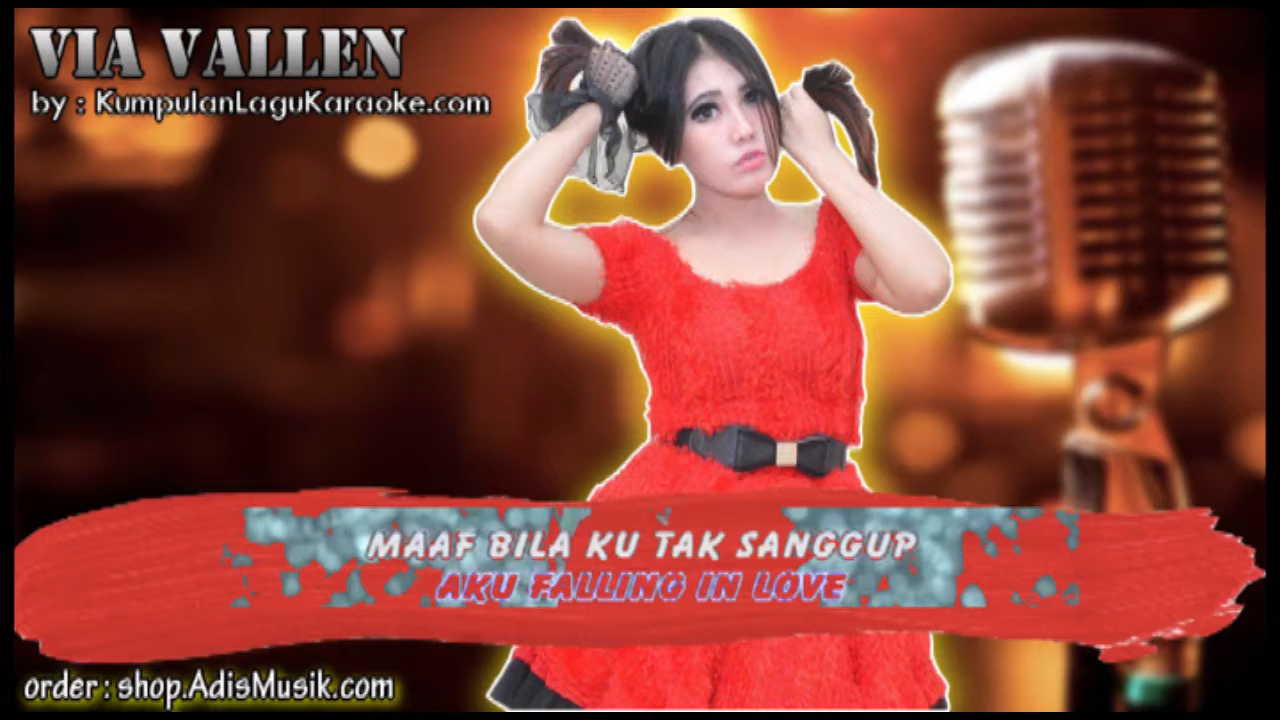 VIA VALLEN
by : KumpulanLaguKaraoke.com
MAAF BILA KU TAK SANGGUP
AKU FALLING IN LOVE
order : shop.AdisMusik.com